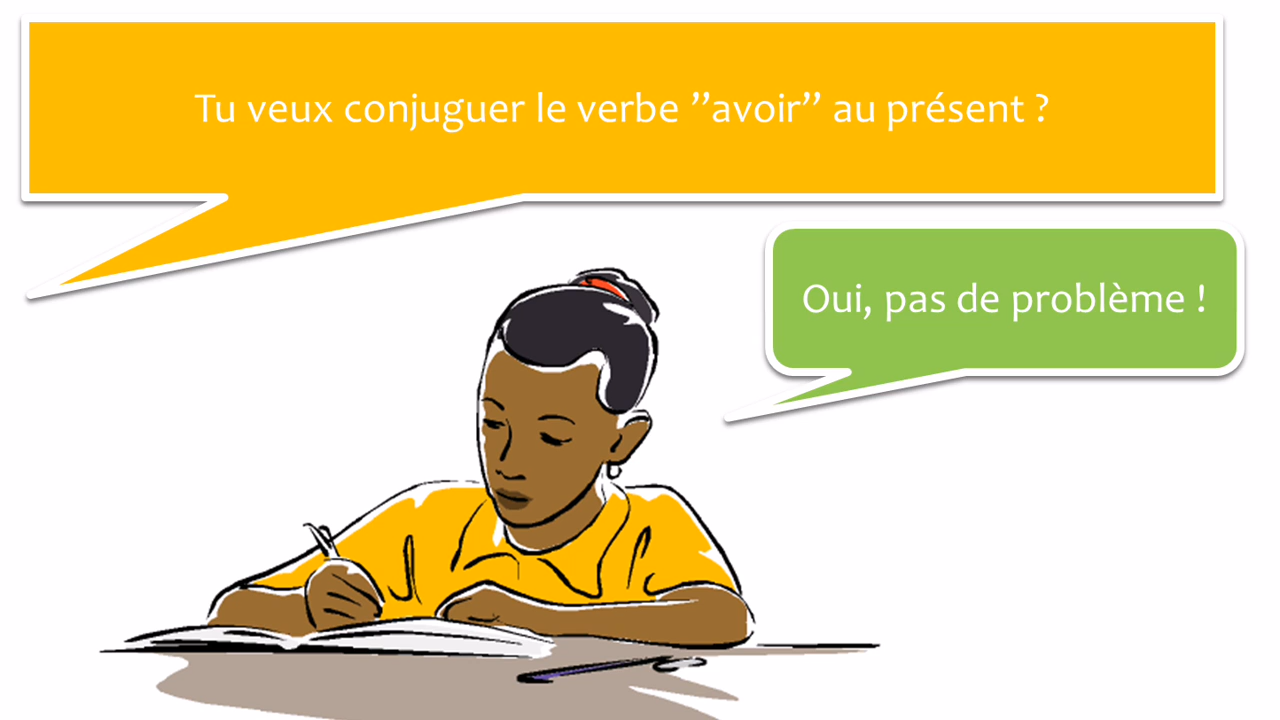 Tu veux conjuguer le verbe ”avoir” au présent ?
Oui, pas de problème !